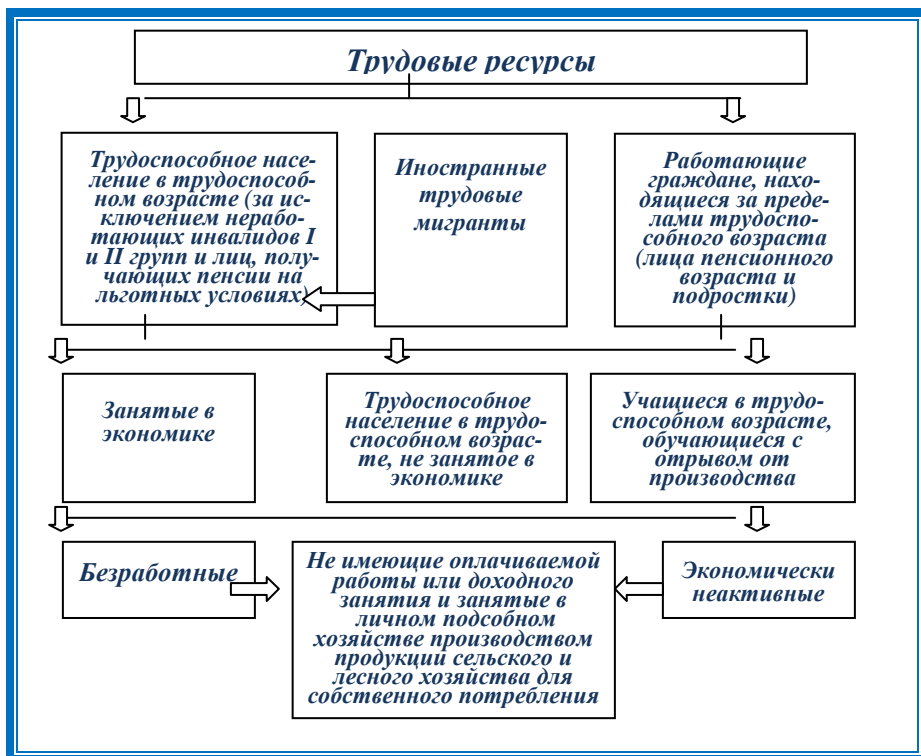 Трудовые ресурсы
Трудоспособное насе-
ление в трудоспособ-
ном возрасте (за ис-
ключением нерабо-
тающих инвалидов I
и II групп и лиц, полу-
чающих пенсии на
льготных условиях)
Иностранные
трудовые
мигранты
Работающие
граждане, нахо-
дящиеся за преде-
лами трудоспо-
собного возраста
(лица пенсионного
возраста и
подростки)
Занятые в
экономике
Трудоспособное
население в трудо-
способном возрас-
те, не занятое в
экономике
Учащиеся в трудо-
способном возрасте,
обучающиеся с
отрывом от
производства
Безработные
Не имеющие оплачиваемой
работы или доходного
занятия и занятые в
личном подсобном
хозяйстве производством
продукции сельского и
лесного хозяйства для
собственного потребления
Экономически
неактивные